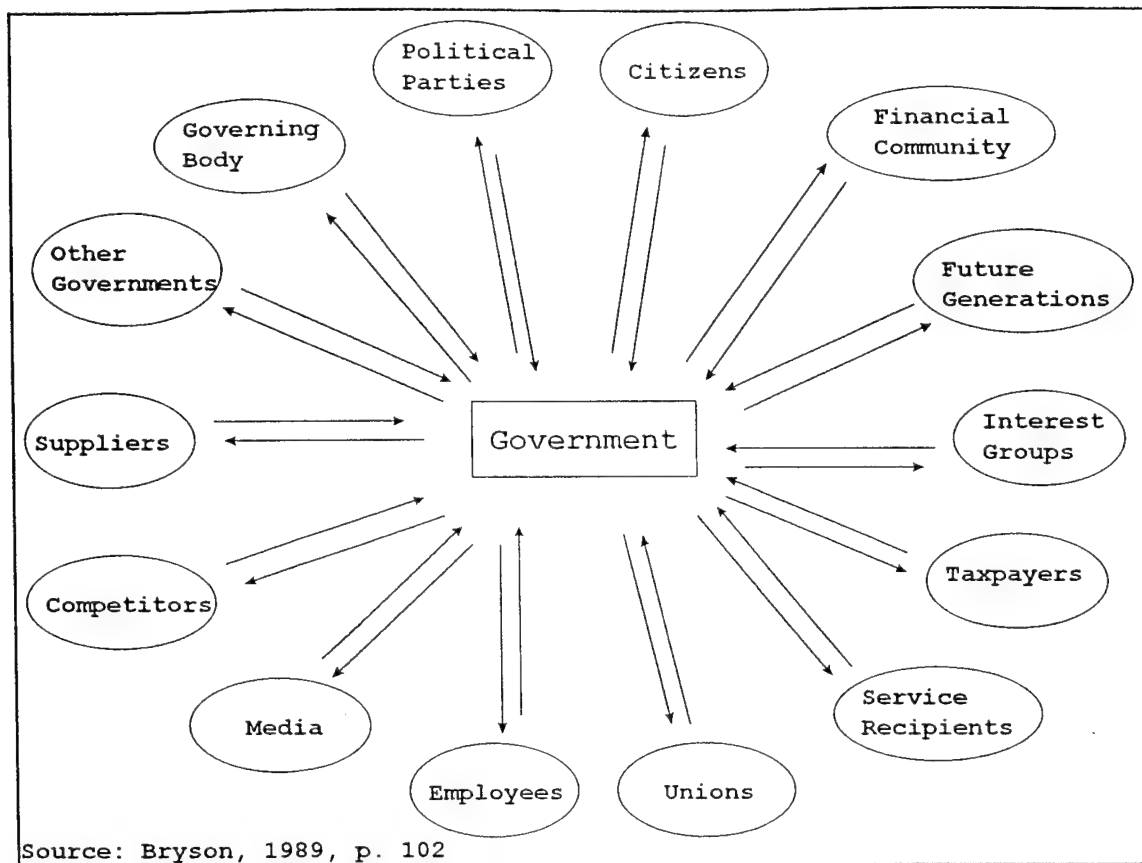 Political
Parties
Citizens
Governing
Body
Financial
Community
Other
Governments
Future
Generations
Suppliers
Government
Interest
Groups
Competitors
Taxpayers
Media
Service
Recipients
Employees
Unions
Source: Bryson, 1989, p. 102